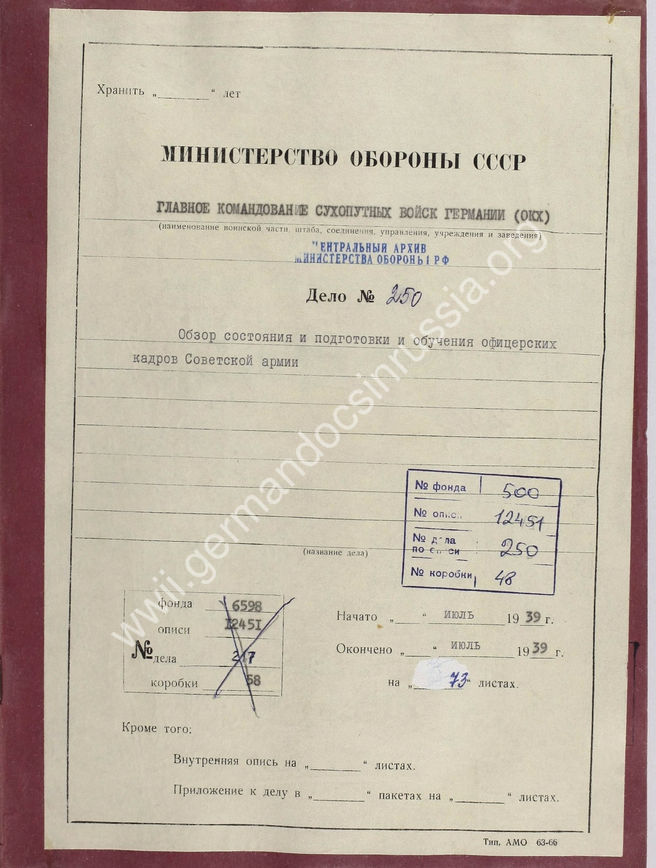 Хранить „______“ лет
МИНИСТЕРСТВО ОБОРОНЫ СССР
ГЛАВНОЕ КОМАНДОВАНИЕ СУХОПУТНЫХ ВОЙСК ГЕРМАНИИ (ОКХ)
(наименование воинской части, штаба, соединения, управления, учреждения и заведения)
ЕНТРАЛЬНЫЙ АРХИВ
МИНИСТЕРСТВА ОБОРОНЫ РФ
Дело № 250
Обзор состояния и подготовки и обучения офицерских
кадров Советской армии
(название дела)
№ фонда 500
№ описи 12451
№ дела 250
по описи
№ коробки 48
фонда 6598
описи 12451
№ дела 217
коробки 58
Начато „___“ ИЮЛЬ 1939 г.
Окончено „___“ ИЮЛЬ 1939 г.
на „73“ листах.
Кроме того:
Внутренняя опись на „______“ листах.
Приложение к делу в „______“ пакетах на „______“ листах.
Тип. АМО 63-66
www.germandocsinrussia.org